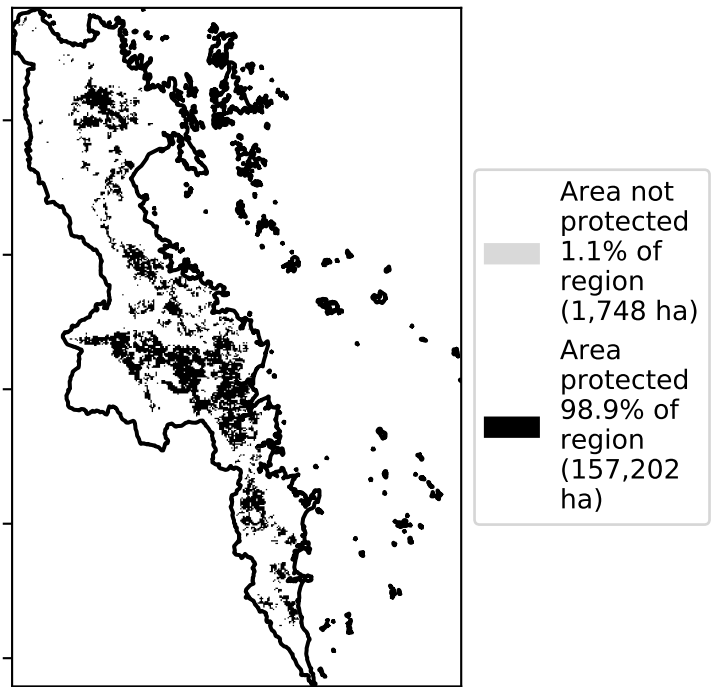 Area not
protected
1.1% of
region
(1,748 ha)
Area
protected
98.9% of
region
(157,202
ha)